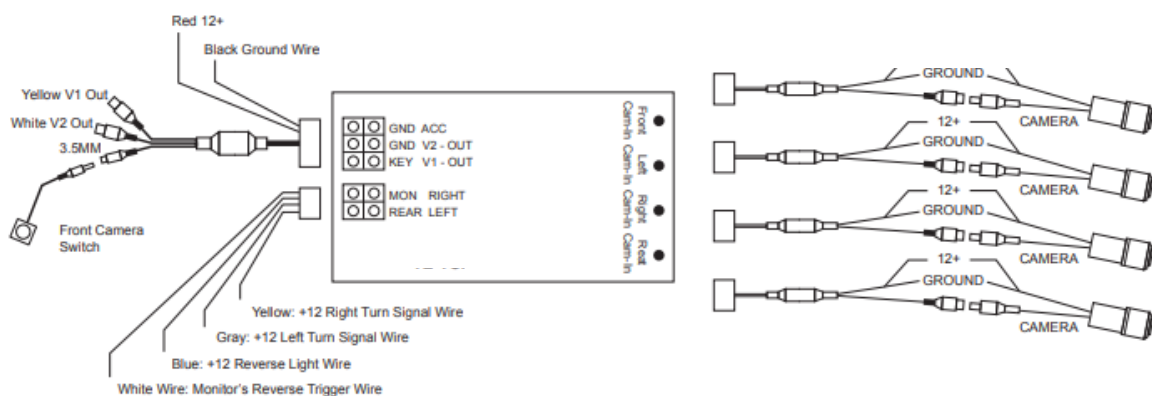 Red 12+
Black Ground Wire
Yellow V1 Out
White V2 Out
3.5MM
Front Camera
Switch
GND ACC
GND V2 - OUT
KEY V1 - OUT
MON RIGHT
REAR LEFT
Front
Cam-In
Left
Cam-In
Right
Cam-In
Reat
Cam-In
Yellow: +12 Right Turn Signal Wire
Gray: +12 Left Turn Signal Wire
Blue: +12 Reverse Light Wire
White Wire: Monitor's Reverse Trigger Wire
GROUND
CAMERA
12+
GROUND
CAMERA
12+
GROUND
CAMERA
12+
GROUND
CAMERA